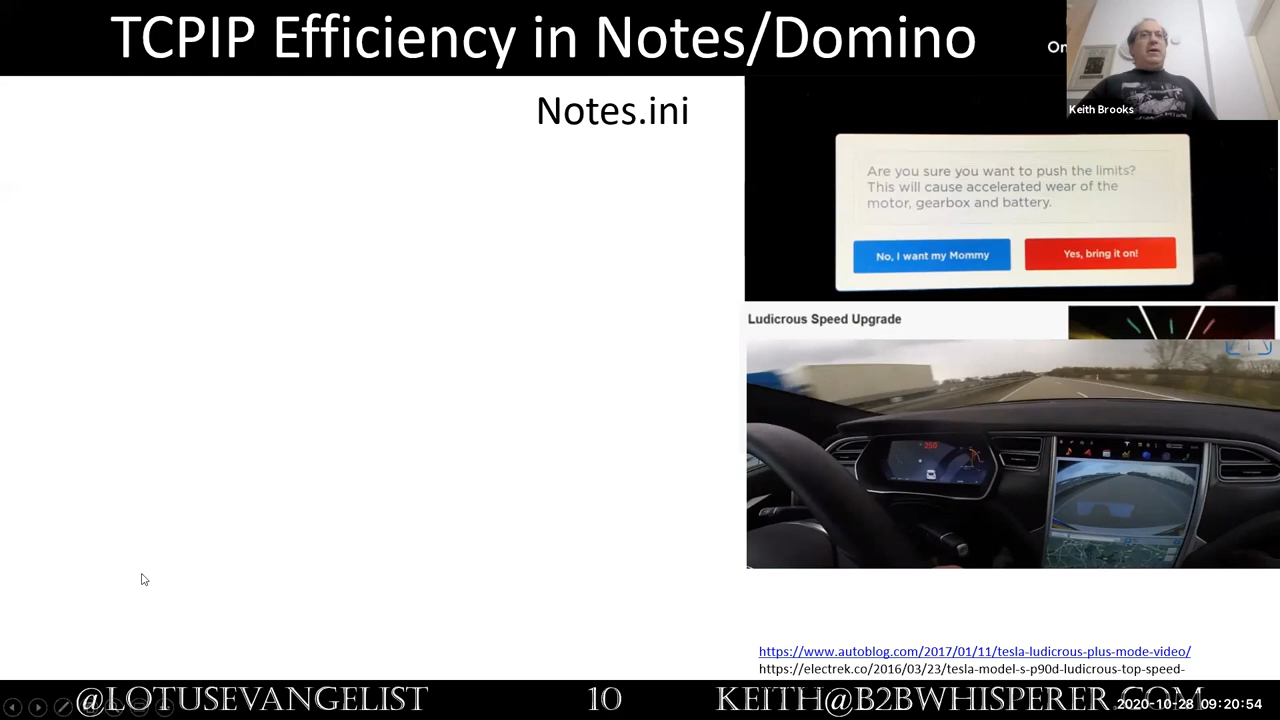 TCPIP Efficiency in Notes/Domino
On
Keith Brooks
Notes.ini
Are you sure you want to push the limits?
This will cause accelerated wear of the
motor, gearbox and battery.
No, I want my Mommy
Yes, bring it on!
Ludicrous Speed Upgrade
250
https://www.autoblog.com/2017/01/11/tesla-ludicrous-plus-mode-video/
https://electrek.co/2016/03/23/tesla-model-s-p90d-ludicrous-top-speed-
@LOTUSEVANGELIST
10
KEITH@B2BWHISPERER.COM
2020-10-28 09:20:54